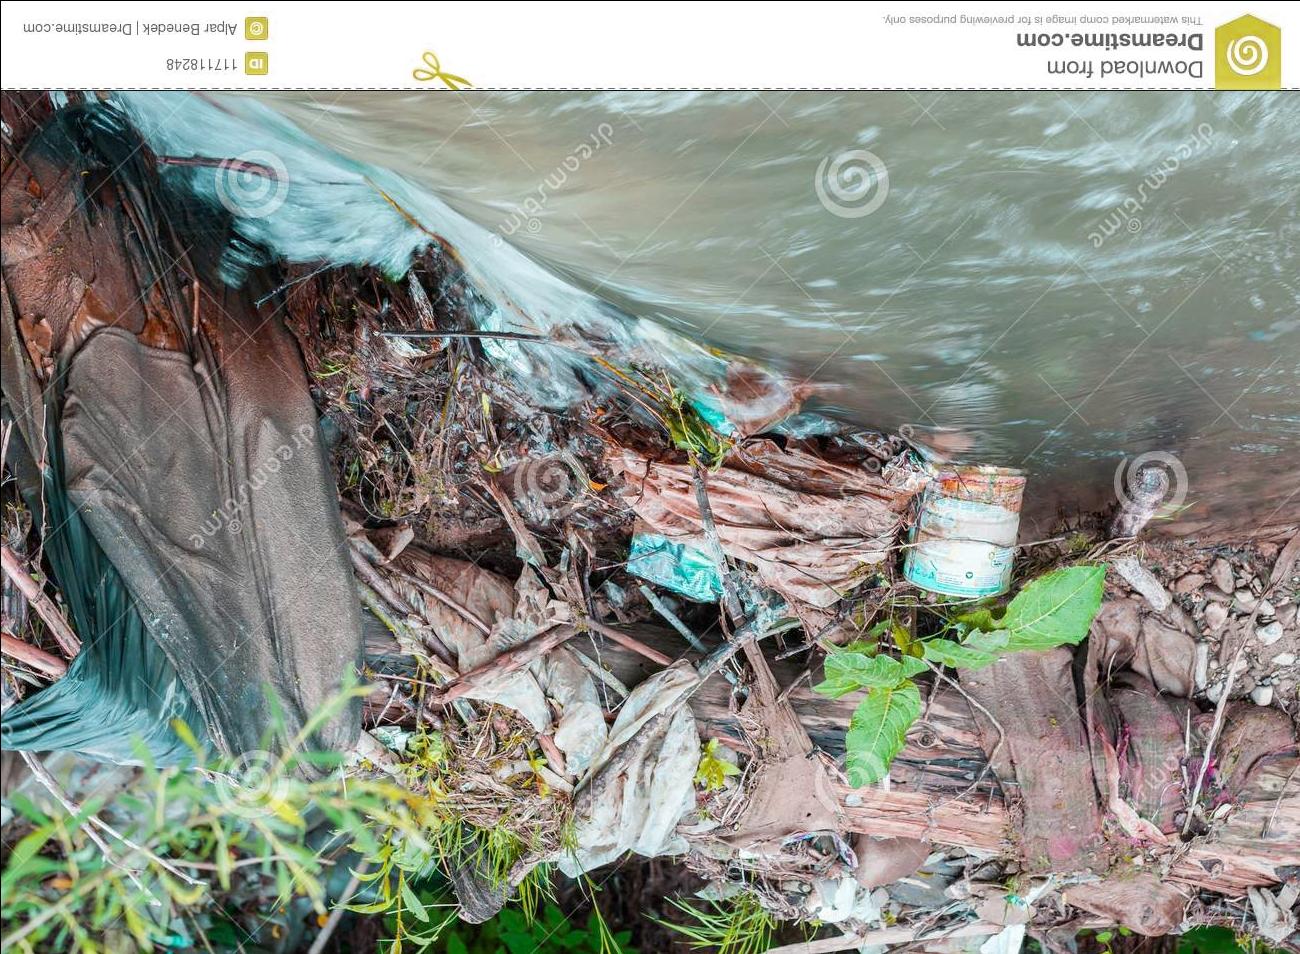 Download from
Dreamstime.com
This watermarked comp image is for previewing purposes only.
ID
117118248
© Alpar Benedek | Dreamstime.com
dreamstime
dreamstime
dreamstime
dreamstime